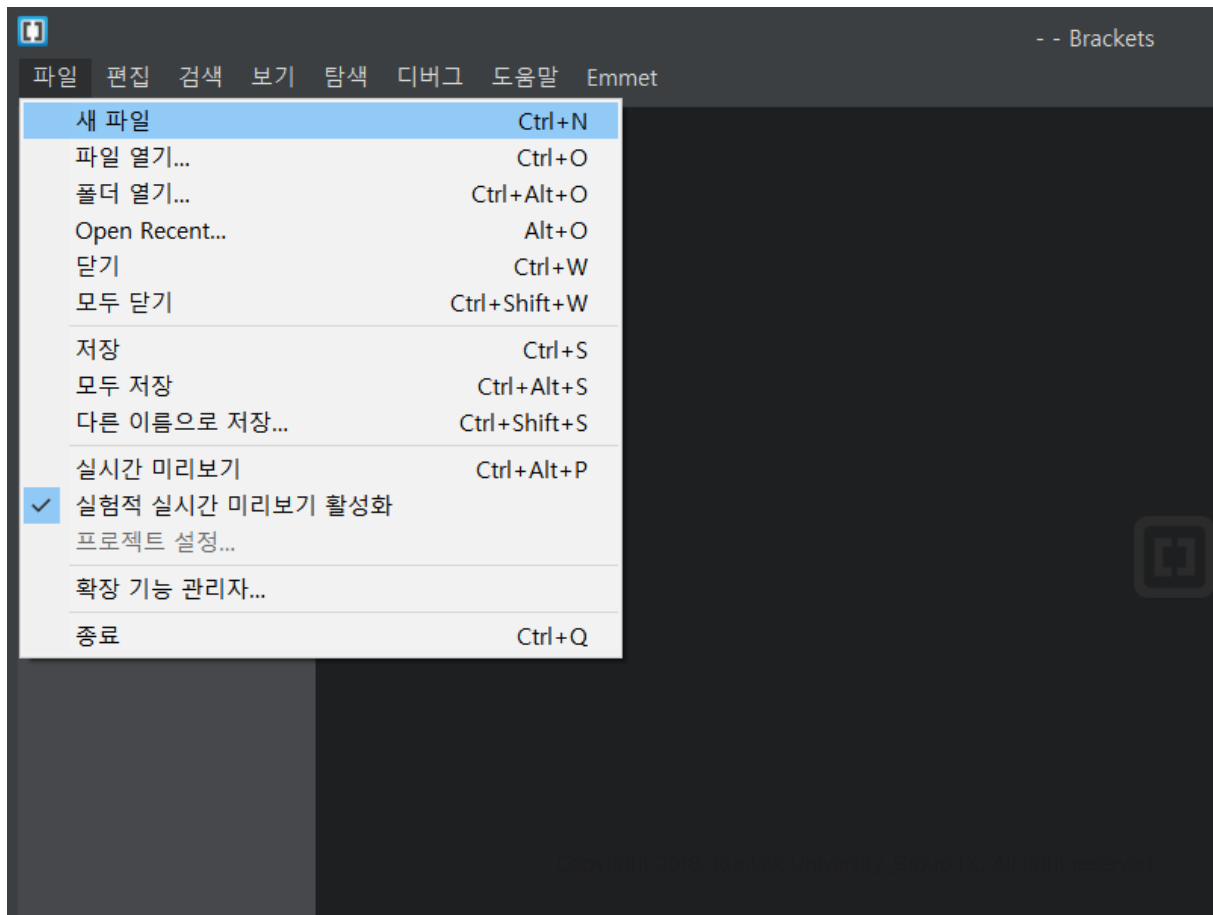 - - Brackets
파일 편집 검색 보기 탐색 디버그 도움말 Emmet
새 파일 Ctrl+N
파일 열기... Ctrl+O
폴더 열기... Ctrl+Alt+O
Open Recent... Alt+O
닫기 Ctrl+W
모두 닫기 Ctrl+Shift+W
저장 Ctrl+S
모두 저장 Ctrl+Alt+S
다른 이름으로 저장... Ctrl+Shift+S
실시간 미리보기 Ctrl+Alt+P
실험적 실시간 미리보기 활성화
프로젝트 설정...
확장 기능 관리자...
종료 Ctrl+Q